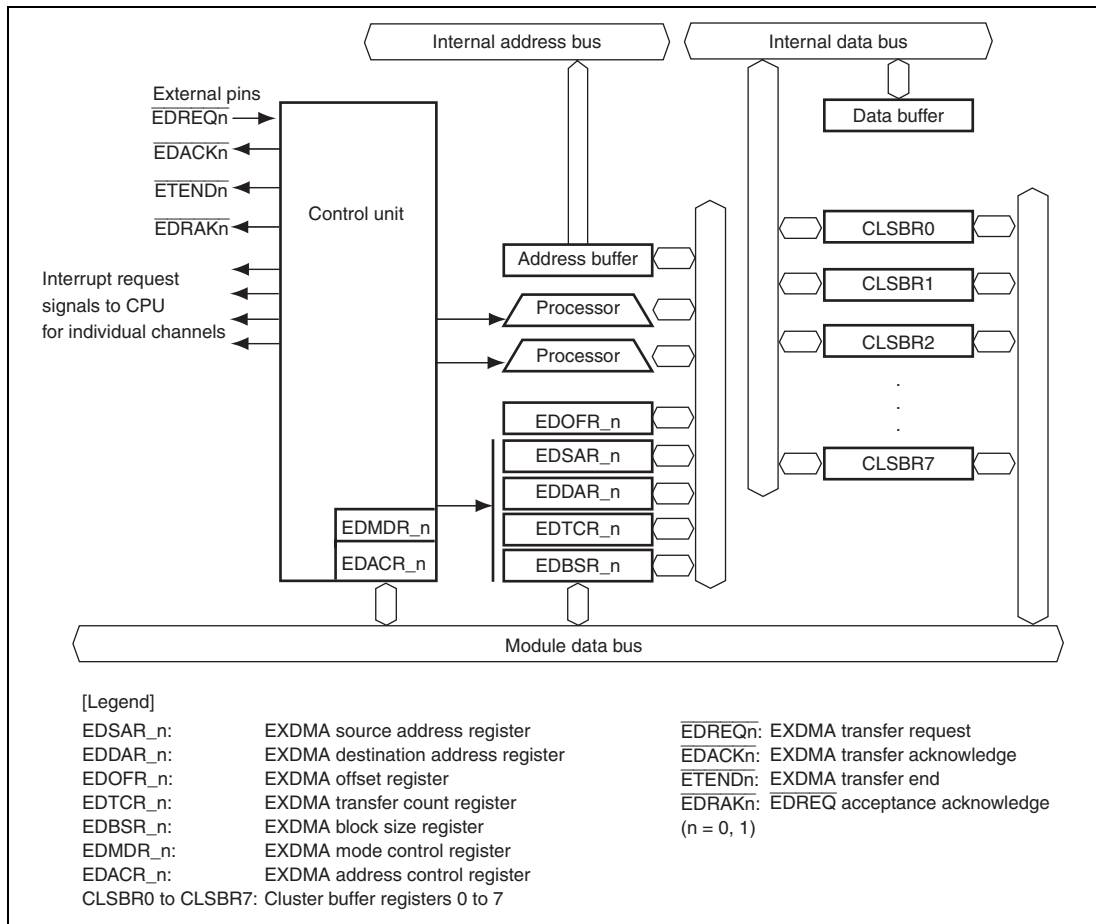 Internal address bus
Internal data bus
External pins
EDREQn
EDACKn
ETENDn
EDRAKn
Interrupt request
signals to CPU
for individual channels
Control unit
Data buffer
Address buffer
Processor
Processor
CLSBR0
CLSBR1
CLSBR2
.
.
.
CLSBR7
EDOFR_n
EDSAR_n
EDDAR_n
EDTCR_n
EDBSR_n
EDMDR_n
EDACR_n
Module data bus
[Legend]
EDSAR_n: EXDMA source address register
EDDAR_n: EXDMA destination address register
EDOFR_n: EXDMA offset register
EDTCR_n: EXDMA transfer count register
EDBSR_n: EXDMA block size register
EDMDR_n: EXDMA mode control register
EDACR_n: EXDMA address control register
CLSBR0 to CLSBR7: Cluster buffer registers 0 to 7
EDREQn: EXDMA transfer request
EDACKn: EXDMA transfer acknowledge
ETENDn: EXDMA transfer end
EDRAKn: EDREQ acceptance acknowledge
(n = 0, 1)